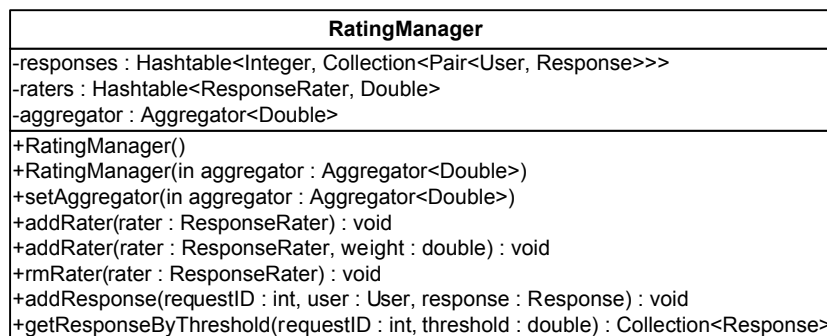 RatingManager
-responses : Hashtable<Integer, Collection<Pair<User, Response>>>
-raters : Hashtable<ResponseRater, Double>
-aggregator : Aggregator<Double>
+RatingManager()
+RatingManager(in aggregator : Aggregator<Double>)
+setAggregator(in aggregator : Aggregator<Double>)
+addRater(rater : ResponseRater) : void
+addRater(rater : ResponseRater, weight : double) : void
+rmRater(rater : ResponseRater) : void
+addResponse(requestID : int, user : User, response : Response) : void
+getResponseByThreshold(requestID : int, threshold : double) : Collection<Response>